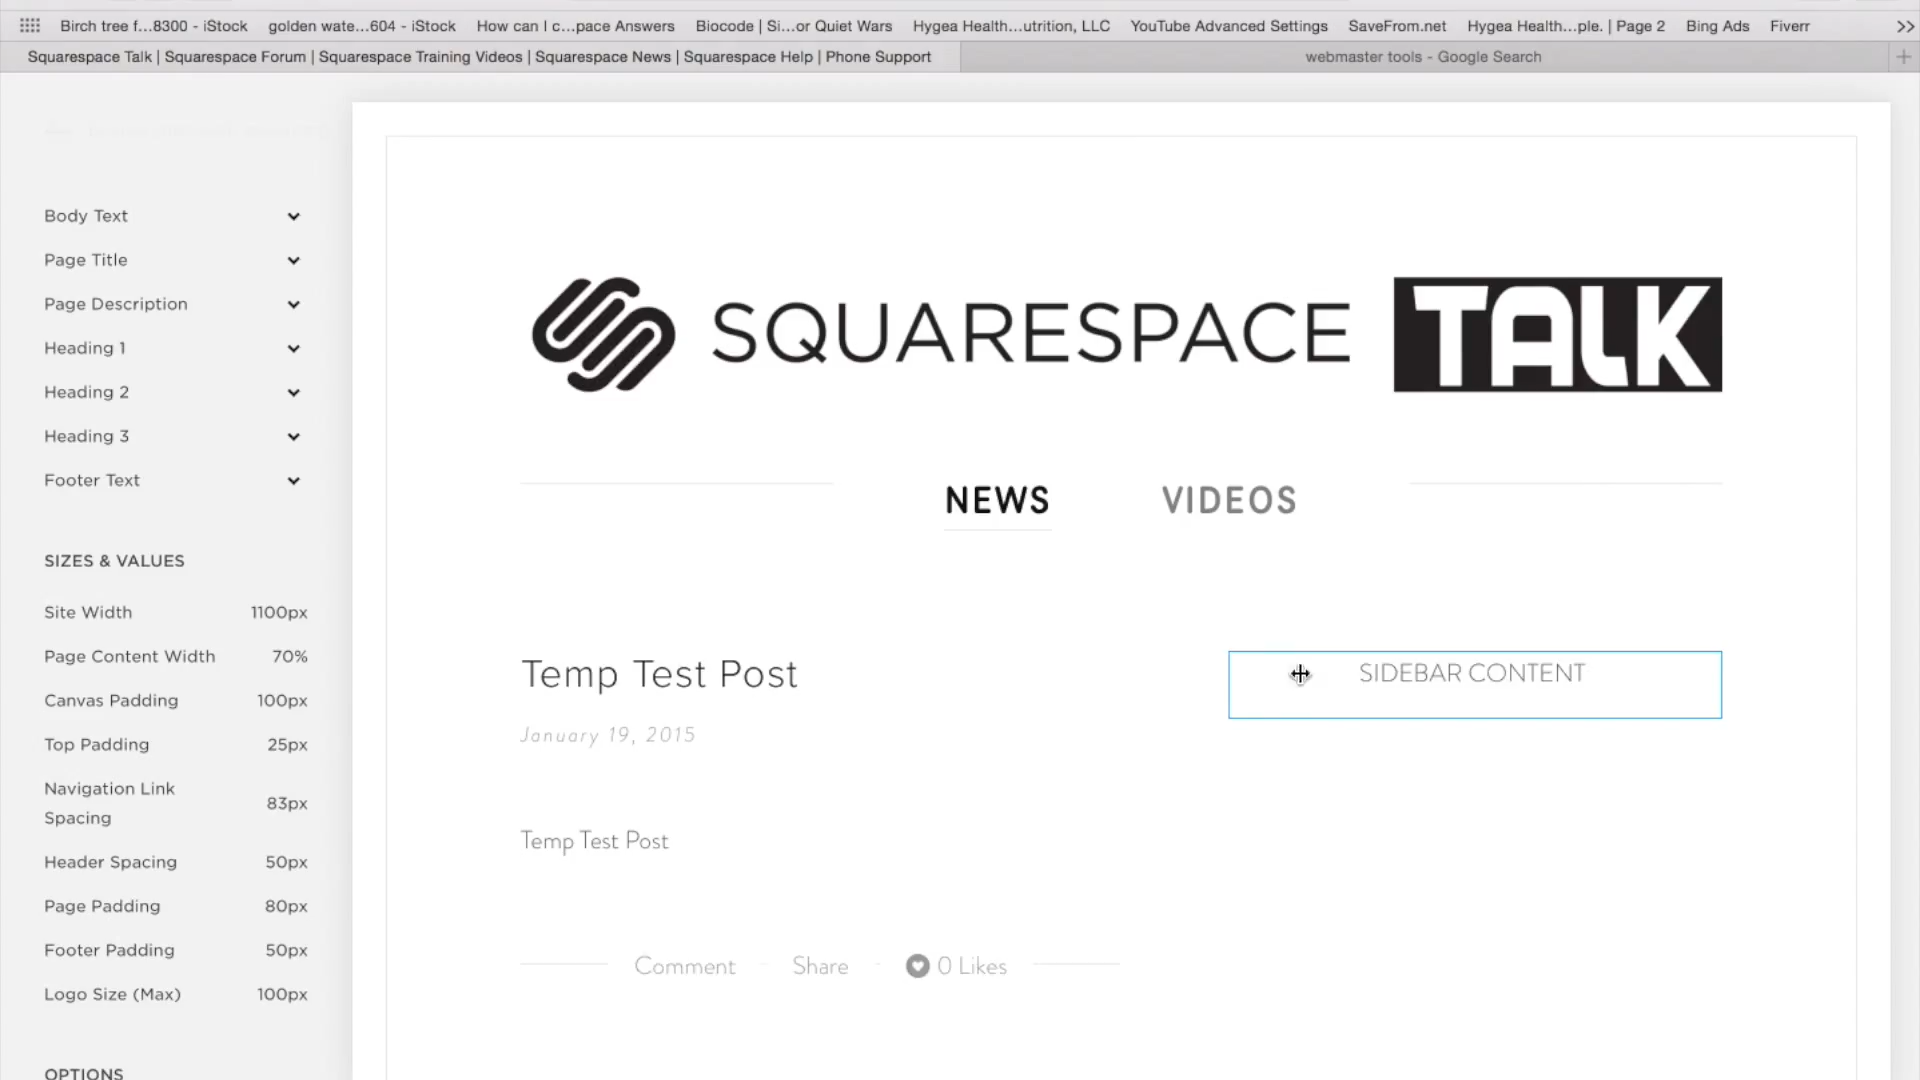 Birch tree f...8300 - iStock golden wate...604 - iStock How can I c...pace Answers Biocode | Si...or Quiet Wars Hygea Health...utrition, LLC YouTube Advanced Settings SaveFrom.net Hygea Health...ple. | Page 2 Bing Ads Fiverr >>
Squarespace Talk | Squarespace Forum | Squarespace Training Videos | Squarespace News | Squarespace Help | Phone Support webmaster tools - Google Search +
Body Text
Page Title
Page Description
Heading 1
Heading 2
Heading 3
Footer Text
SIZES & VALUES
Site Width 1100px
Page Content Width 70%
Canvas Padding 100px
Top Padding 25px
Navigation Link
Spacing 83px
Header Spacing 50px
Page Padding 80px
Footer Padding 50px
Logo Size (Max) 100px
OPTIONS
SQUARESPACE TALK
NEWS VIDEOS
Temp Test Post
January 19, 2015
Temp Test Post
Comment Share 0 Likes
SIDEBAR CONTENT